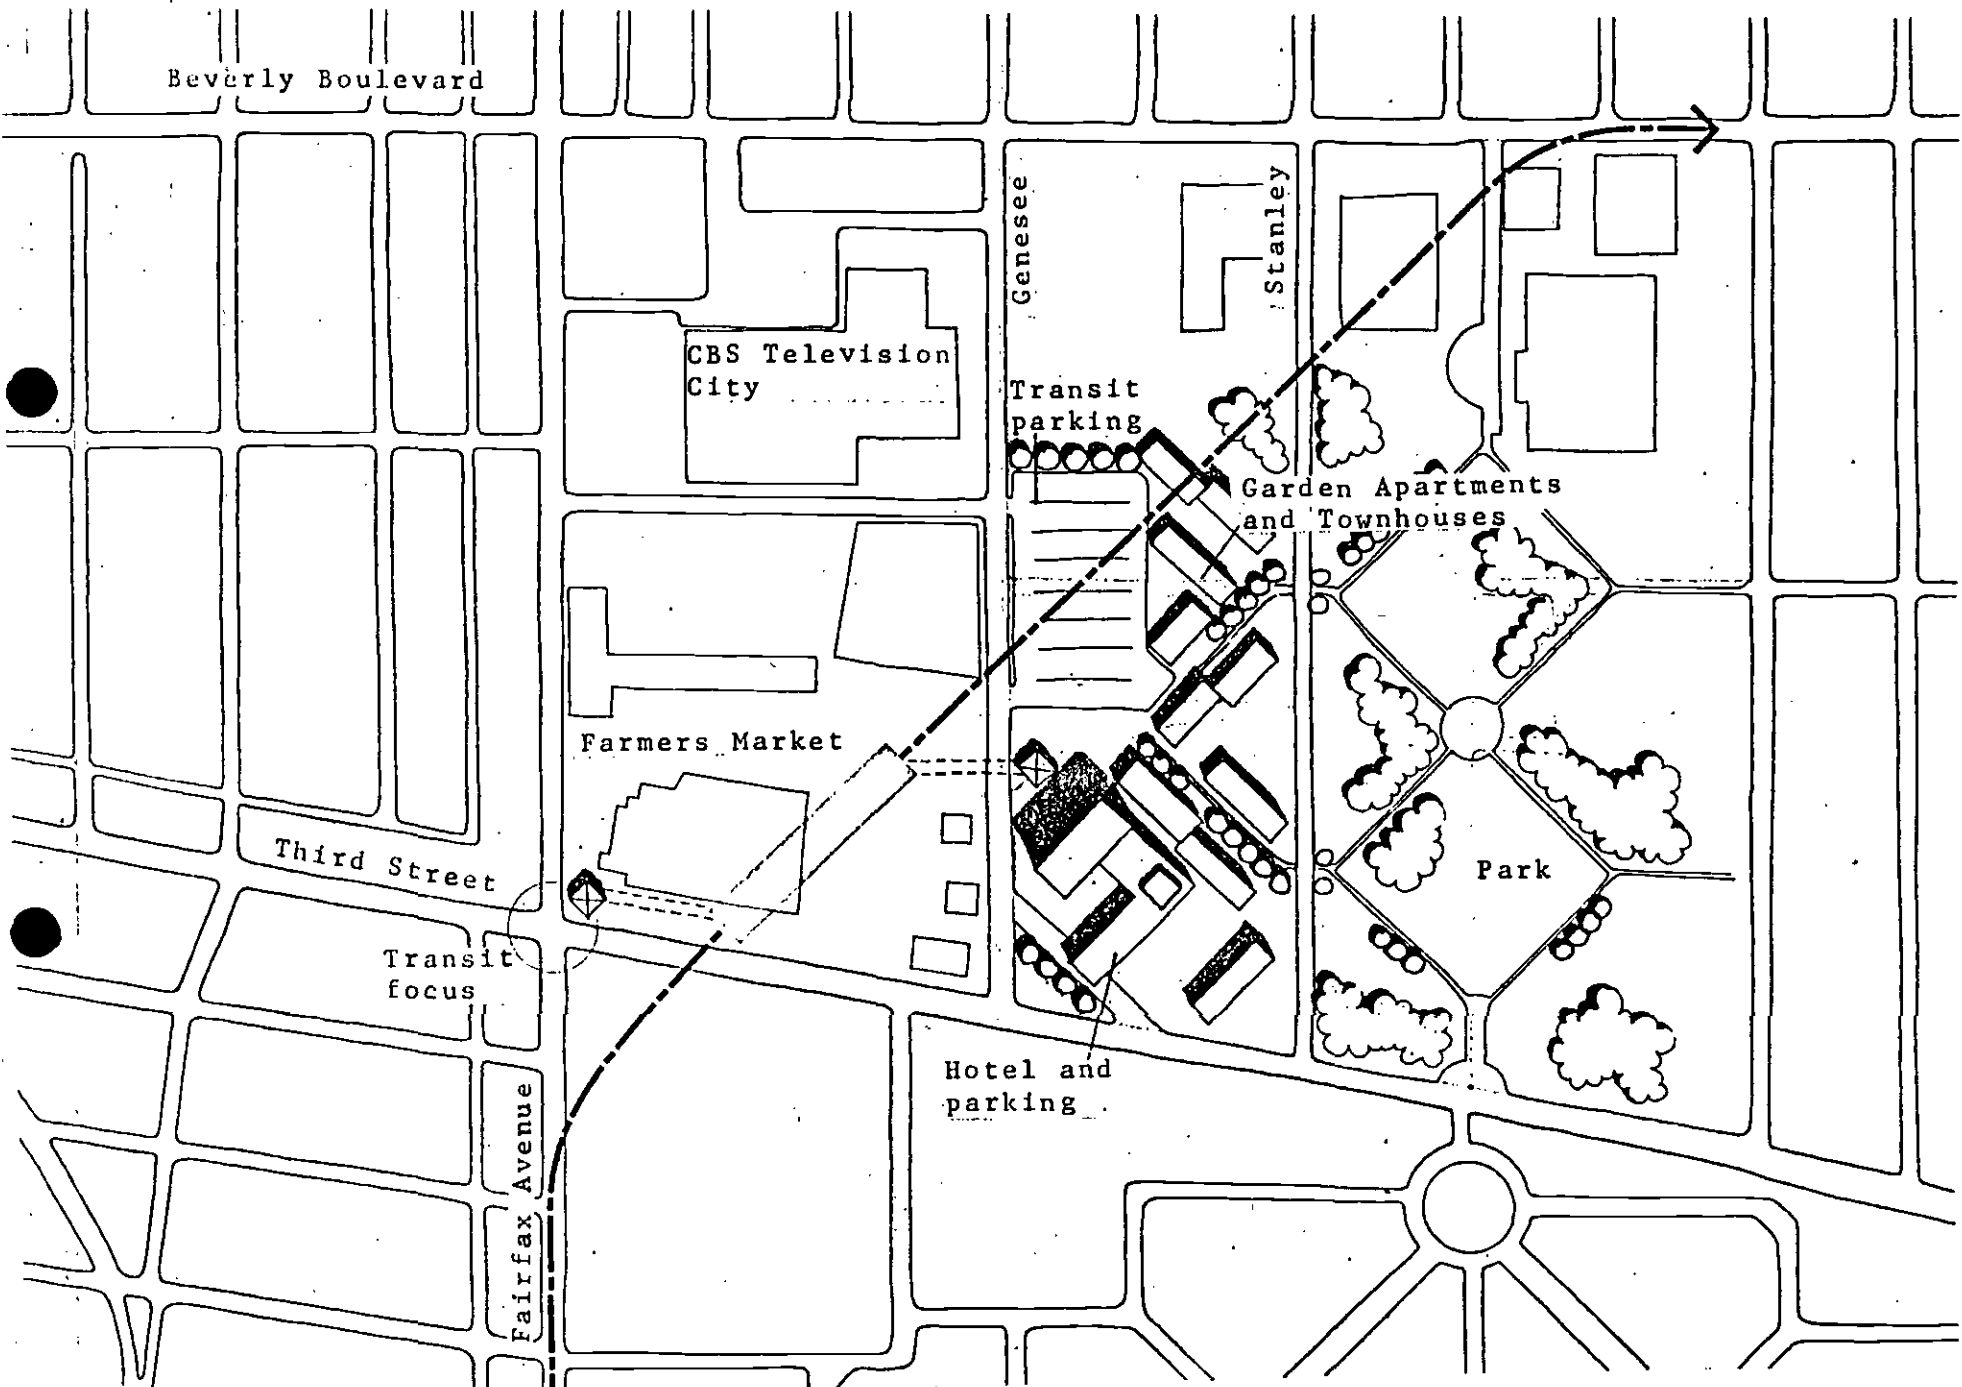 Beverly Boulevard
Genesee
Stanley
CBS Television
City
Transit
parking
Garden Apartments
and Townhouses
Farmers Market
Third Street
Park
Transit
focus
Hotel and
parking
Fairfax Avenue